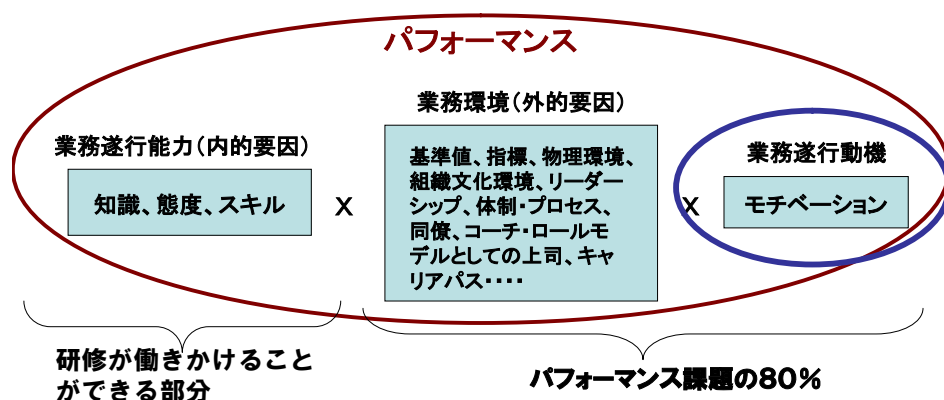 パフォーマンス
業務環境（外的要因）
業務遂行能力（内的要因）
業務遂行動機
知識、態度、スキル
x
基準値、指標、物理環境、
組織文化環境、リーダー
シップ、体制・プロセス、
同僚、コーチ・ロールモ
デルとしての上司、キャ
リアパス・・・・
x
モチベーション
研修が働きかけること
ができる部分
パフォーマンス課題の80％